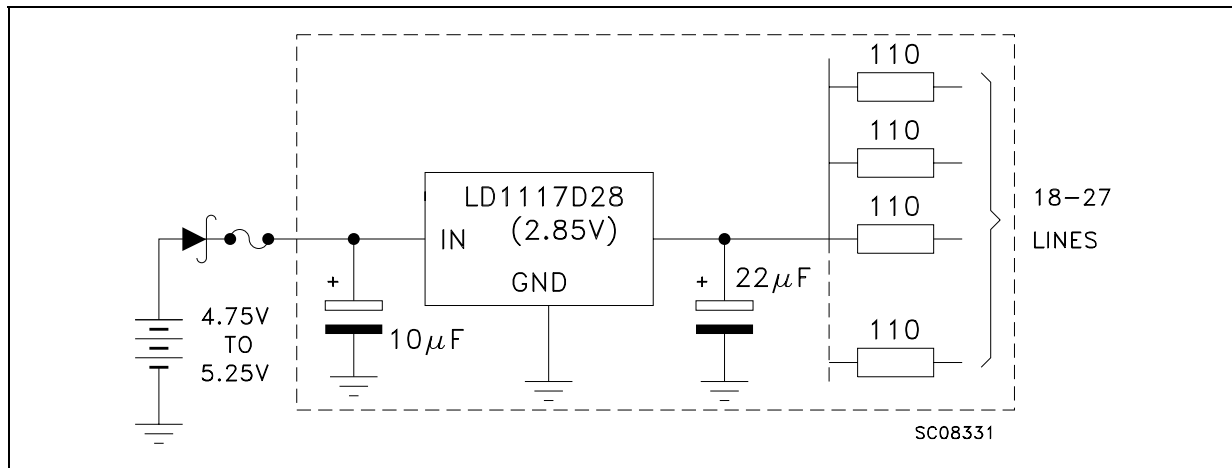 110
110
LD1117D28
(2.85V)
110
18-27
LINES
IN
GND
+
10μF
+
22μF
4.75V
TO
5.25V
110
SC08331